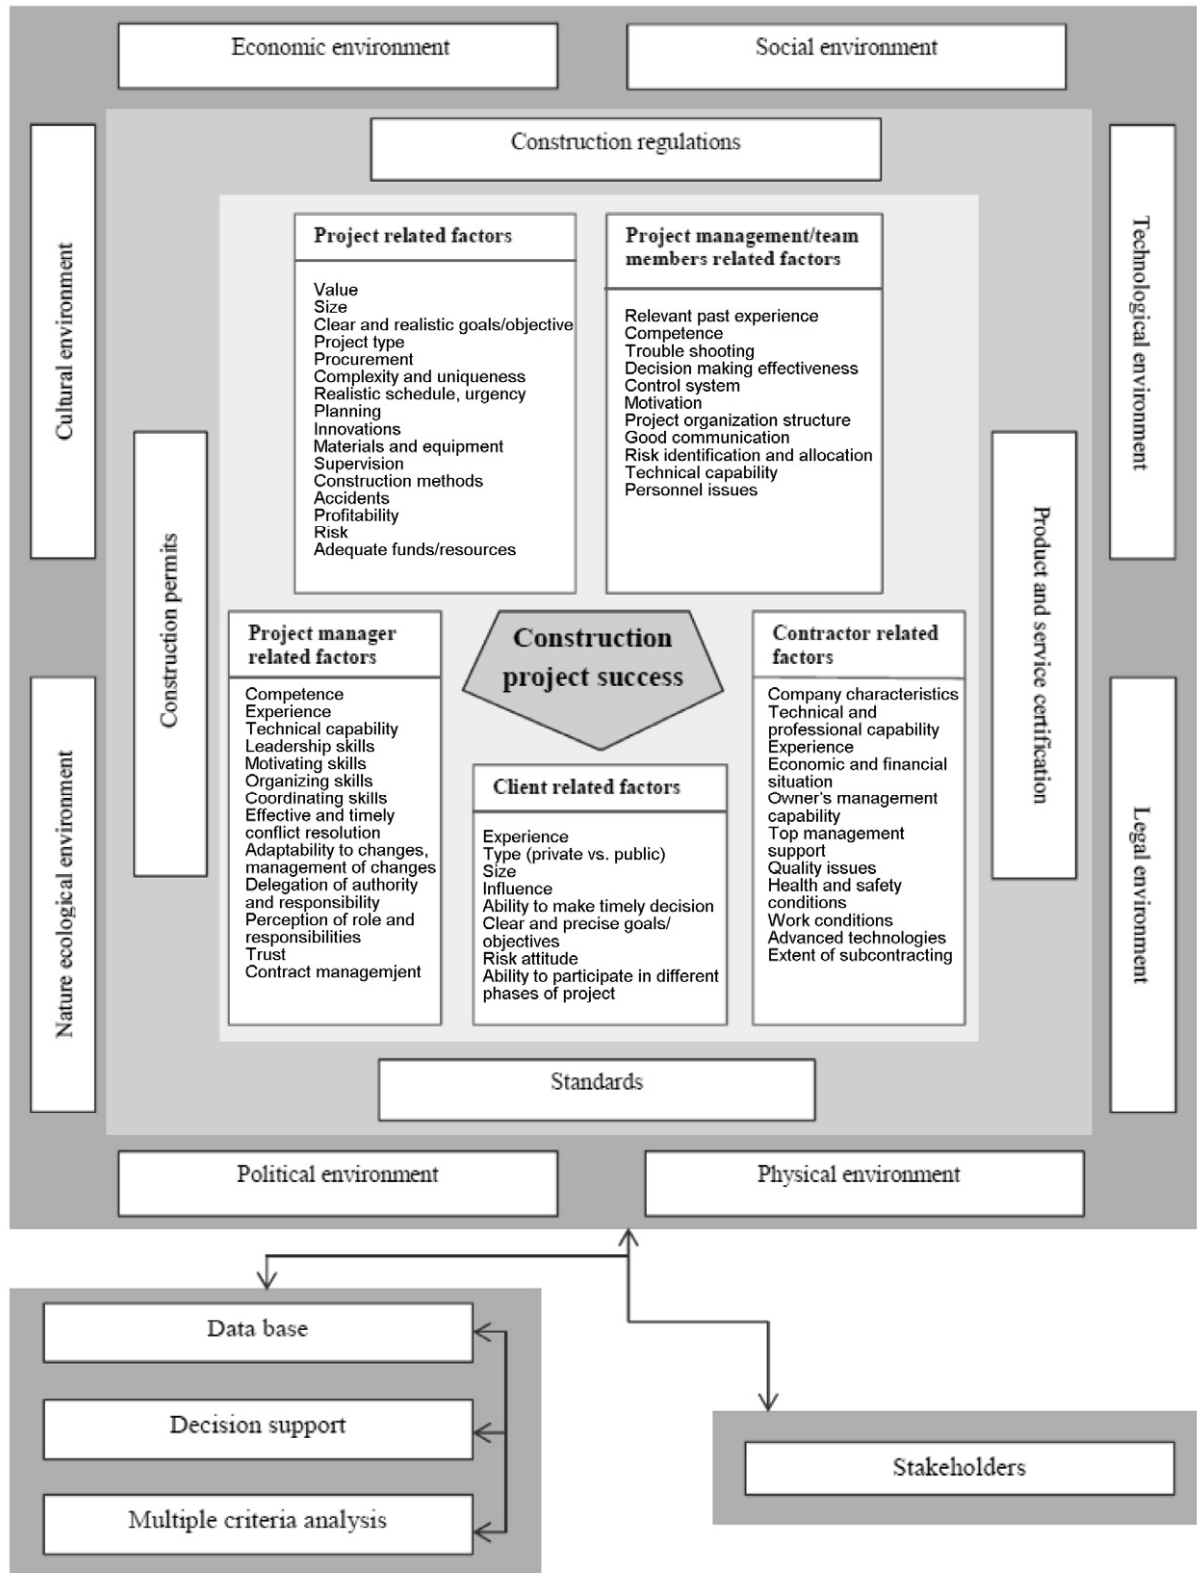 Economic environment
Social environment
Construction regulations
Cultural environment
Technological environment
Project related factors
Value
Size
Clear and realistic goals/objective
Project type
Procurement
Complexity and uniqueness
Realistic schedule, urgency
Planning
Innovations
Materials and equipment
Supervision
Construction methods
Accidents
Profitability
Risk
Adequate funds/resources
Project management/team
members related factors
Relevant past experience
Competence
Trouble shooting
Decision making effectiveness
Control system
Motivation
Project organization structure
Good communication
Risk identification and allocation
Technical capability
Personnel issues
Construction permits
Product and service certification
Project manager
related factors
Competence
Experience
Technical capability
Leadership skills
Motivating skills
Organizing skills
Coordinating skills
Effective and timely
conflict resolution
Adaptability to changes,
management of changes
Delegation of authority
and responsibility
Perception of role and
responsibilities
Trust
Contract managemjent
Construction
project success
Client related factors
Experience
Type (private vs. public)
Size
Influence
Ability to make timely decision
Clear and precise goals/
objectives
Risk attitude
Ability to participate in different
phases of project
Contractor related
factors
Company characteristics
Technical and
professional capability
Experience
Economic and financial
situation
Owner's management
capability
Top management
support
Quality issues
Health and safety
conditions
Work conditions
Advanced technologies
Extent of subcontracting
Nature ecological environment
Legal environment
Standards
Political environment
Physical environment
Data base
Decision support
Multiple criteria analysis
Stakeholders